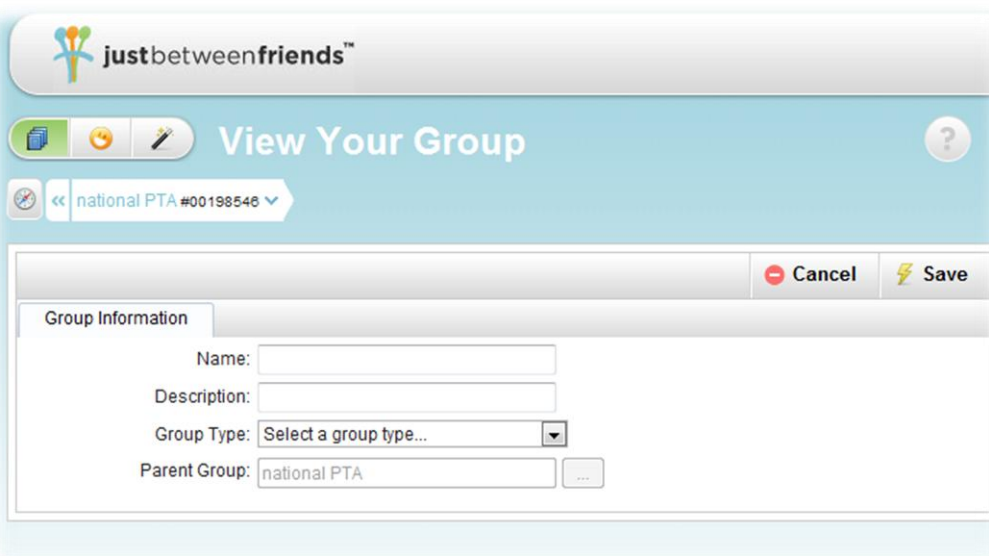 justbetweenfriends™
View Your Group
?
« national PTA #00198546
Cancel
Save
Group Information
Name:
Description:
Group Type: Select a group type...
Parent Group: national PTA ...